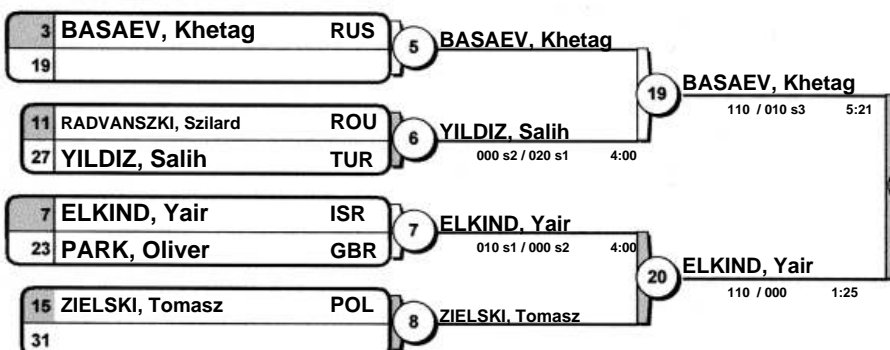 3 BASAEV, Khetag RUS
19
5
BASAEV, Khetag
11 RADVANSZKI, Szilard ROU
27 YILDIZ, Salih TUR
6
YILDIZ, Salih
000 s2 / 020 s1 4:00
19
BASAEV, Khetag
110 / 010 s3 5:21
7 ELKIND, Yair ISR
23 PARK, Oliver GBR
7
ELKIND, Yair
010 s1 / 000 s2 4:00
15 ZIELSKI, Tomasz POL
31
8
ZIELSKI, Tomasz
20
ELKIND, Yair
110 / 000 1:25